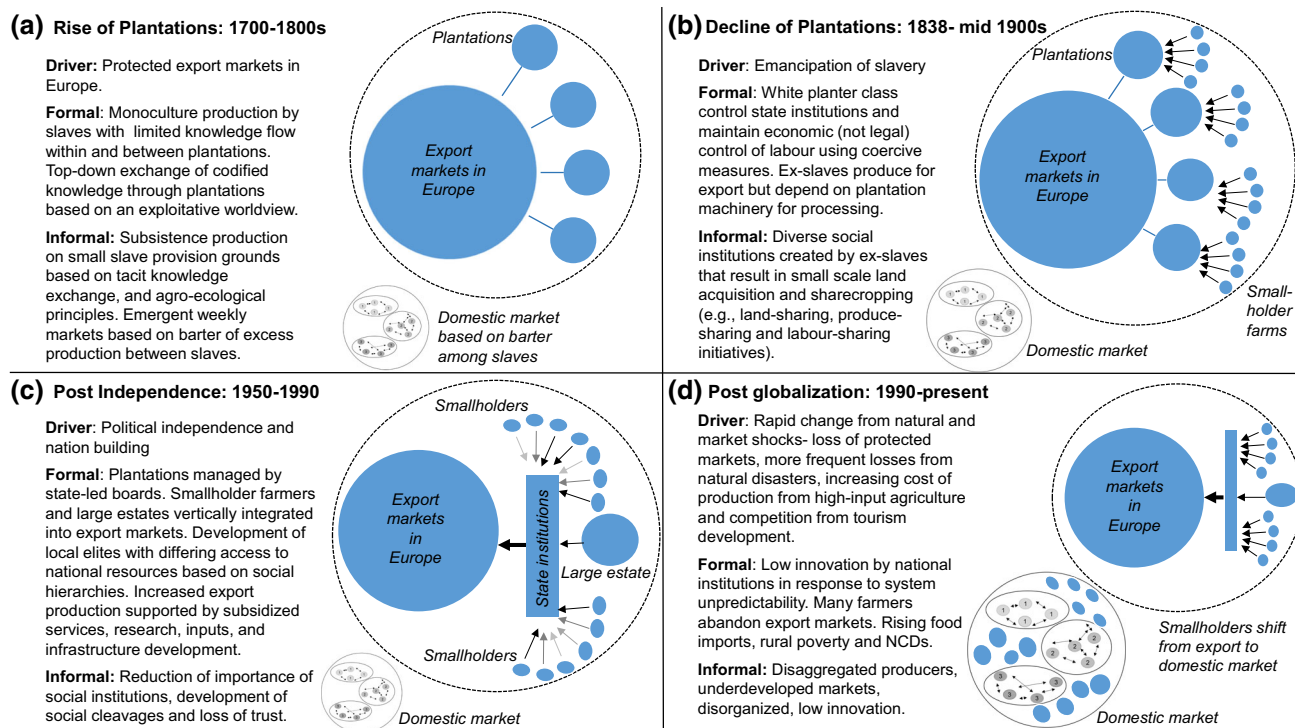 (a) Rise of Plantations: 1700-1800s
Driver: Protected export markets in
Europe.
Formal: Monoculture production by
slaves with limited knowledge flow
within and between plantations.
Top-down exchange of codified
knowledge through plantations
based on an exploitative worldview.
Informal: Subsistence production
on small slave provision grounds
based on tacit knowledge
exchange, and agro-ecological
principles. Emergent weekly
markets based on barter of excess
production between slaves.
Plantations
Export
markets in
Europe
Domestic market
based on barter
among slaves
(b) Decline of Plantations: 1838- mid 1900s
Driver: Emancipation of slavery
Formal: White planter class
control state institutions and
maintain economic (not legal)
control of labour using coercive
measures. Ex-slaves produce for
export but depend on plantation
machinery for processing.
Informal: Diverse social
institutions created by ex-slaves
that result in small scale land
acquisition and sharecropping
(e.g., land-sharing, produce-
sharing and labour-sharing
initiatives).
Plantations
Export
markets in
Europe
Small-
holder
farms
Domestic market
(c) Post Independence: 1950-1990
Driver: Political independence and
nation building
Formal: Plantations managed by
state-led boards. Smallholder farmers
and large estates vertically integrated
into export markets. Development of
local elites with differing access to
national resources based on social
hierarchies. Increased export
production supported by subsidized
services, research, inputs, and
infrastructure development.
Informal: Reduction of importance of
social institutions, development of
social cleavages and loss of trust.
Smallholders
Export
markets
in
Europe
State institutions
Large estate
Smallholders
Domestic market
(d) Post globalization: 1990-present
Driver: Rapid change from natural and
market shocks- loss of protected
markets, more frequent losses from
natural disasters, increasing cost of
production from high-input agriculture
and competition from tourism
development.
Formal: Low innovation by national
institutions in response to system
unpredictability. Many farmers
abandon export markets. Rising food
imports, rural poverty and NCDs.
Informal: Disaggregated producers,
underdeveloped markets,
disorganized, low innovation.
Export
markets
in
Europe
1
1
1
1
2
2
2
2
3
3
3
3
Smallholders shift
from export to
domestic market